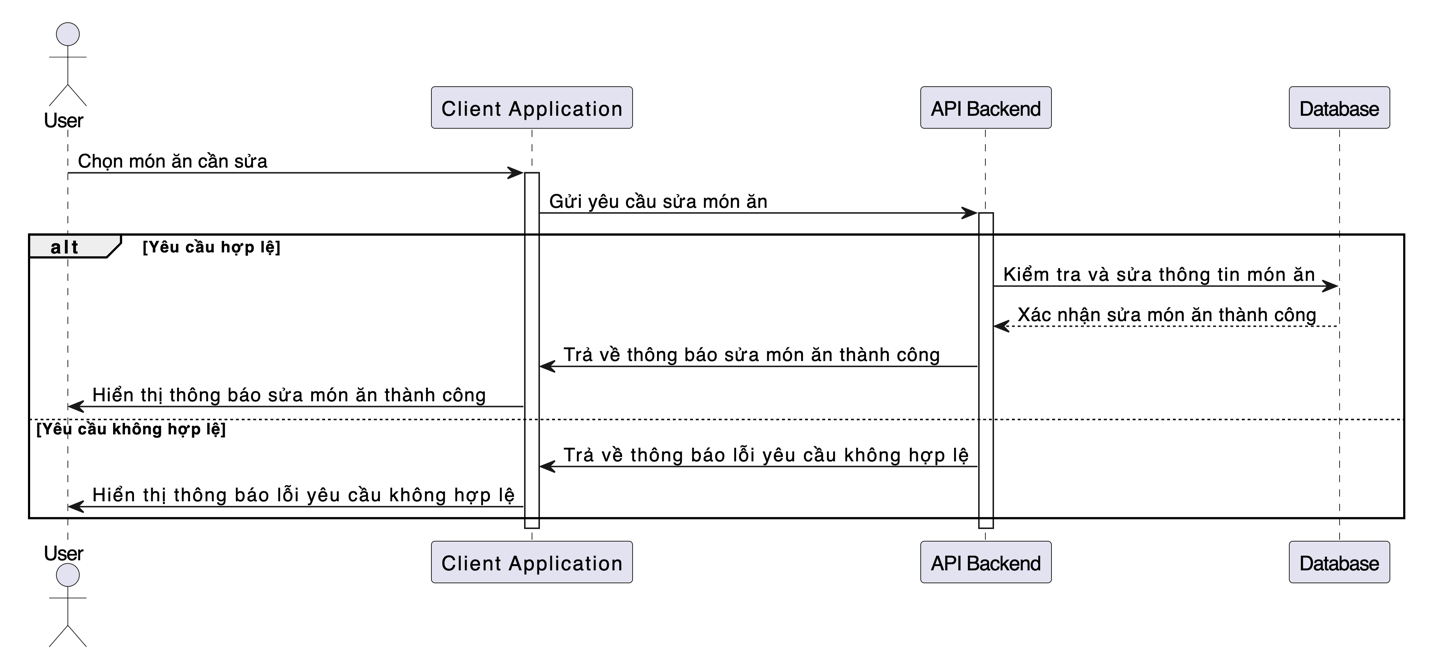 User
Client Application
API Backend
Database
Chọn món ăn cần sửa
Gửi yêu cầu sửa món ăn
alt
[Yêu cầu hợp lệ]
Kiểm tra và sửa thông tin món ăn
Xác nhận sửa món ăn thành công
Trả về thông báo sửa món ăn thành công
Hiển thị thông báo sửa món ăn thành công
[Yêu cầu không hợp lệ]
Trả về thông báo lỗi yêu cầu không hợp lệ
Hiển thị thông báo lỗi yêu cầu không hợp lệ
User
Client Application
API Backend
Database